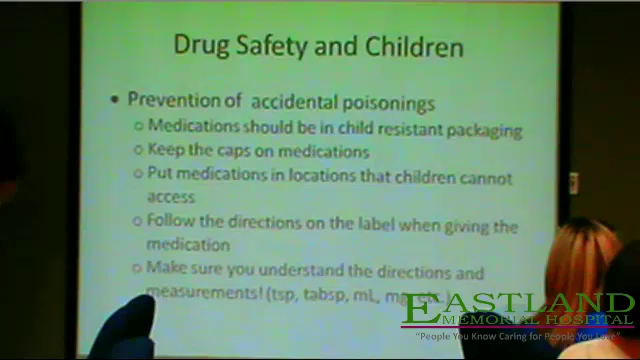 Drug Safety and Children
• Prevention of accidental poisonings
○ Medications should be in child resistant packaging
○ Keep the caps on medications
○ Put medications in locations that children cannot
access
○ Follow the directions on the label when giving the
medication
○ Make sure you understand the directions and
measurements! (tsp, tabsp, mL, mg, etc.)
EASTLAND
MEMORIAL HOSPITAL
"People You Know Caring for People You Love"